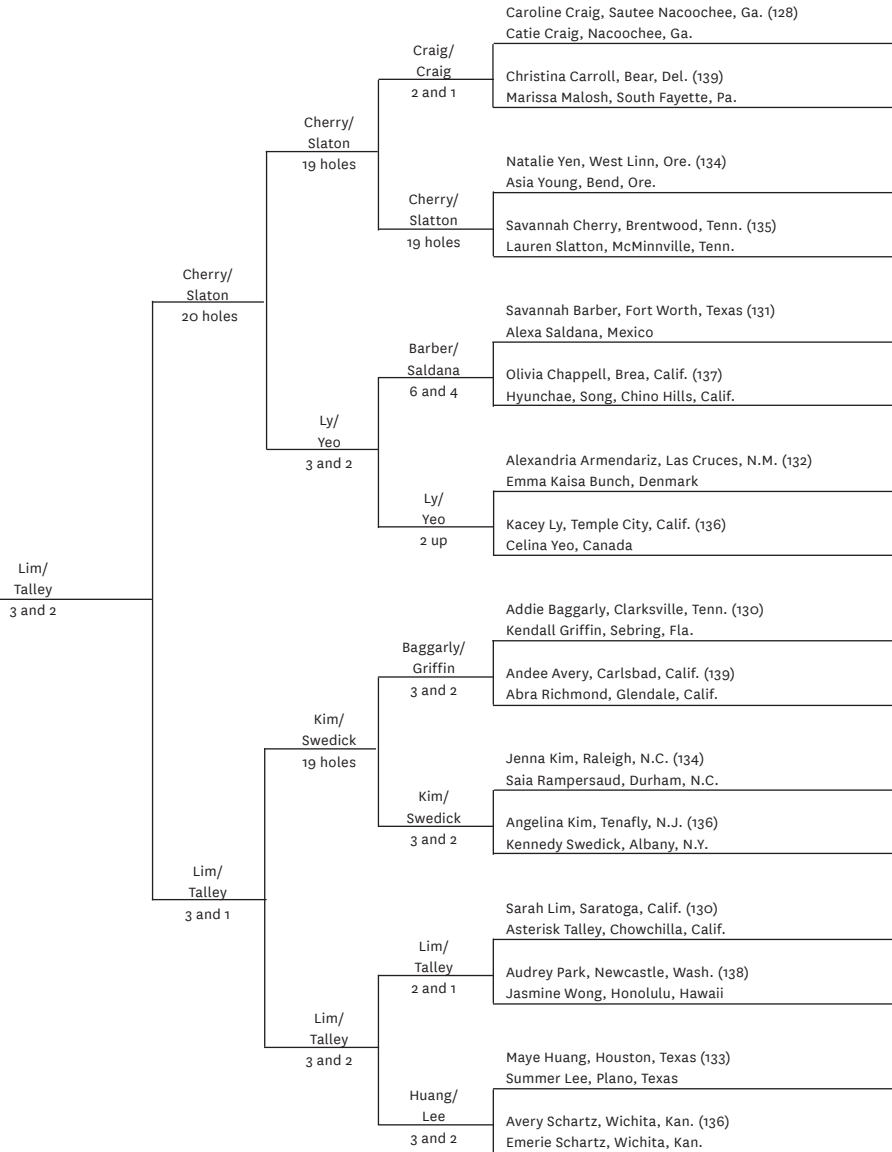 Caroline Craig, Sautee Nacoochee, Ga. (128)
Catie Craig, Nacoochee, Ga.
Craig/
Craig
2 and 1
Christina Carroll, Bear, Del. (139)
Marissa Malosh, South Fayette, Pa.
Cherry/
Slaton
19 holes
Natalie Yen, West Linn, Ore. (134)
Asia Young, Bend, Ore.
Cherry/
Slatton
19 holes
Savannah Cherry, Brentwood, Tenn. (135)
Lauren Slatton, McMinnville, Tenn.
Cherry/
Slaton
20 holes
Savannah Barber, Fort Worth, Texas (131)
Alexa Saldana, Mexico
Barber/
Saldana
6 and 4
Olivia Chappell, Brea, Calif. (137)
Hyunchae, Song, Chino Hills, Calif.
Ly/
Yeo
3 and 2
Alexandria Armendariz, Las Cruces, N.M. (132)
Emma Kaisa Bunch, Denmark
Ly/
Yeo
2 up
Kacey Ly, Temple City, Calif. (136)
Celina Yeo, Canada
Lim/
Talley
3 and 2
Addie Baggarly, Clarksville, Tenn. (130)
Kendall Griffin, Sebring, Fla.
Baggarly/
Griffin
3 and 2
Andee Avery, Carlsbad, Calif. (139)
Abra Richmond, Glendale, Calif.
Kim/
Swedick
19 holes
Jenna Kim, Raleigh, N.C. (134)
Saia Rampersaud, Durham, N.C.
Kim/
Swedick
3 and 2
Angelina Kim, Tenafly, N.J. (136)
Kennedy Swedick, Albany, N.Y.
Lim/
Talley
3 and 1
Sarah Lim, Saratoga, Calif. (130)
Asterisk Talley, Chowchilla, Calif.
Lim/
Talley
2 and 1
Audrey Park, Newcastle, Wash. (138)
Jasmine Wong, Honolulu, Hawaii
Lim/
Talley
3 and 2
Maye Huang, Houston, Texas (133)
Summer Lee, Plano, Texas
Huang/
Lee
3 and 2
Avery Schartz, Wichita, Kan. (136)
Emerie Schartz, Wichita, Kan.